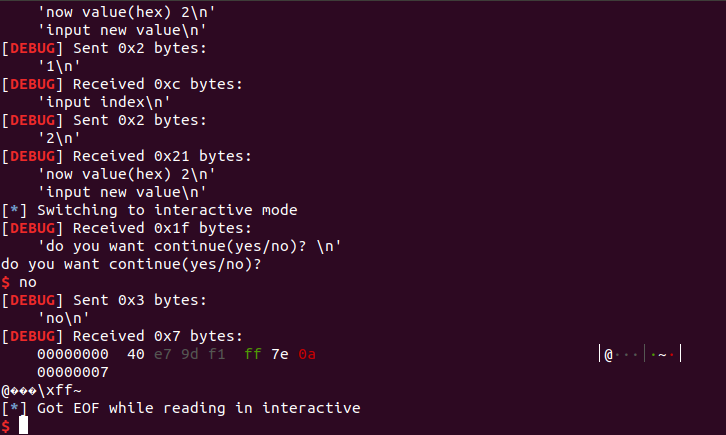 'now value(hex) 2\n'
'input new value\n'
[DEBUG] Sent 0x2 bytes:
'1\n'
[DEBUG] Received 0xc bytes:
'input index\n'
[DEBUG] Sent 0x2 bytes:
'2\n'
[DEBUG] Received 0x21 bytes:
'now value(hex) 2\n'
'input new value\n'
[*] Switching to interactive mode
[DEBUG] Received 0x1f bytes:
'do you want continue(yes/no)? \n'
do you want continue(yes/no)?
$ no
[DEBUG] Sent 0x3 bytes:
'no\n'
[DEBUG] Received 0x7 bytes:
00000000  40 e7 9d f1  ff 7e 0a  │@···│·~·│
00000007
@���\xff~
[*] Got EOF while reading in interactive
$